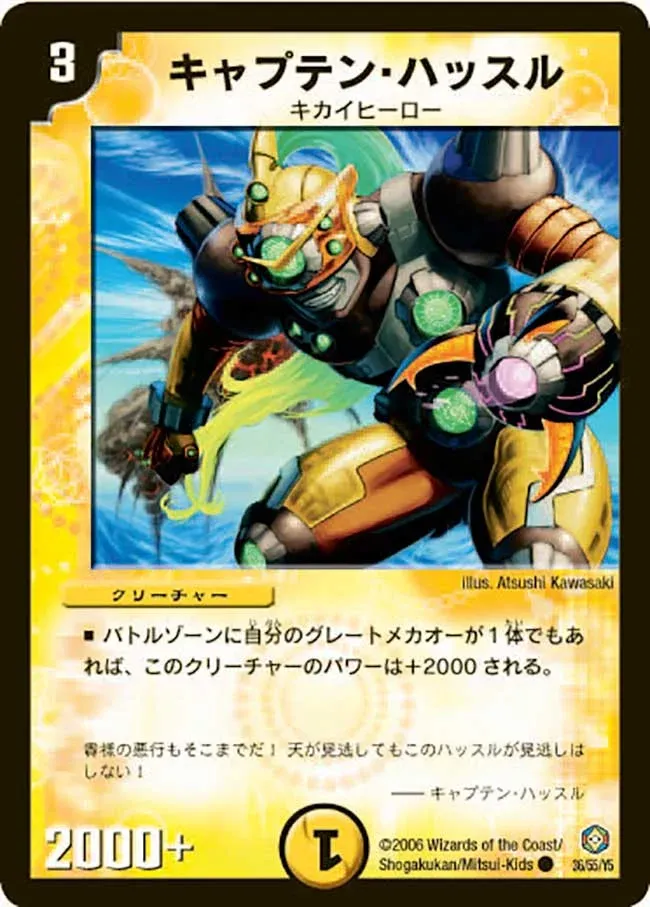 3
キャプテン・ハッスル
キカイヒーロー
illus. Atsushi Kawasaki
クリーチャー
■ バトルゾーンに自分のグレートメカオーが1体でもあ
れば、このクリーチャーのパワーは+2000 される。
貴様の悪行もそこまでだ! 天が見逃してもこのハッスルが見逃しは
しない!
―― キャプテン・ハッスル
2000+
1
©2006 Wizards of the Coast/
Shogakukan/Mitsui-Kids ●
36/55/Y5